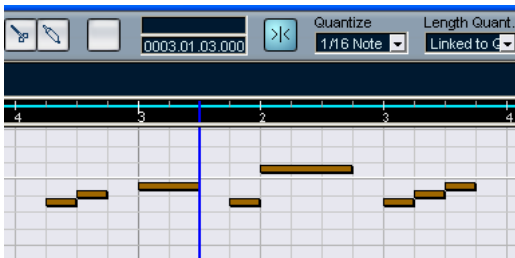 Quantize
Length Quant.
0003.01.03.000
1/16 Note
Linked to Q
4
3
2
3
4